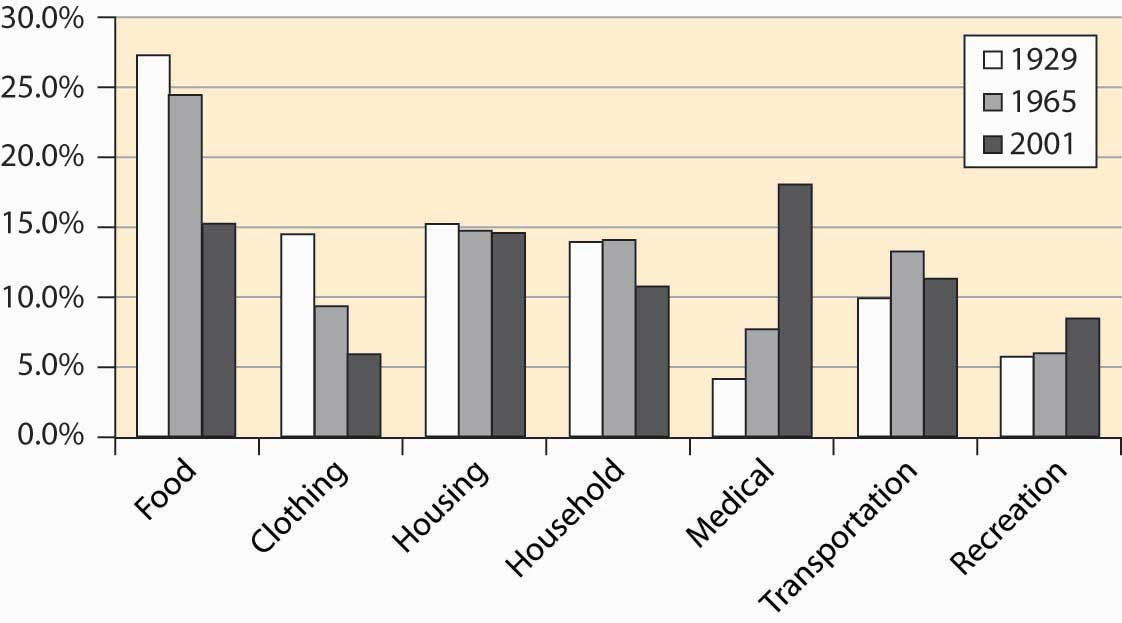 30.0%
25.0%
20.0%
15.0%
10.0%
5.0%
0.0%
1929
1965
2001
Food
Clothing
Housing
Household
Medical
Transportation
Recreation